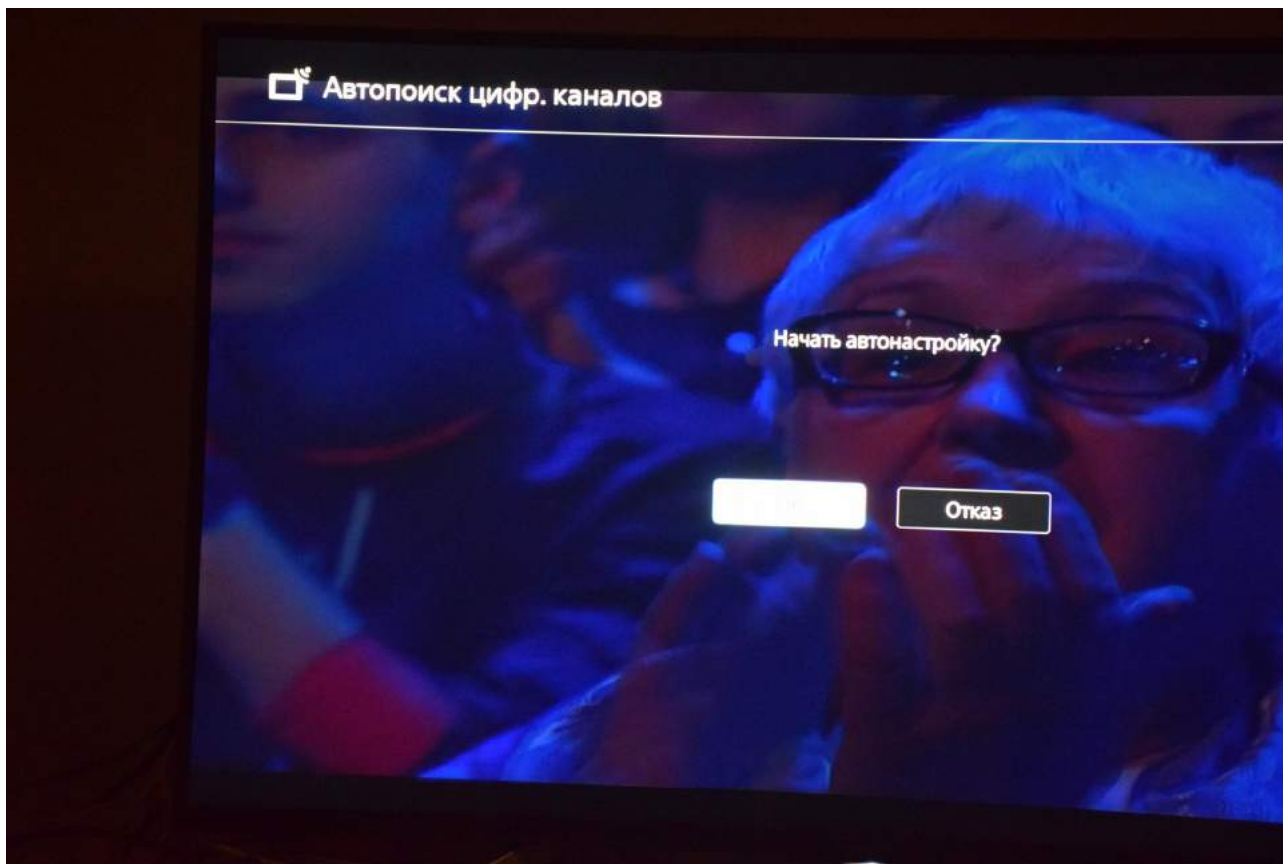 Автопоиск цифр. каналов
Начать автонастройку?
Отказ